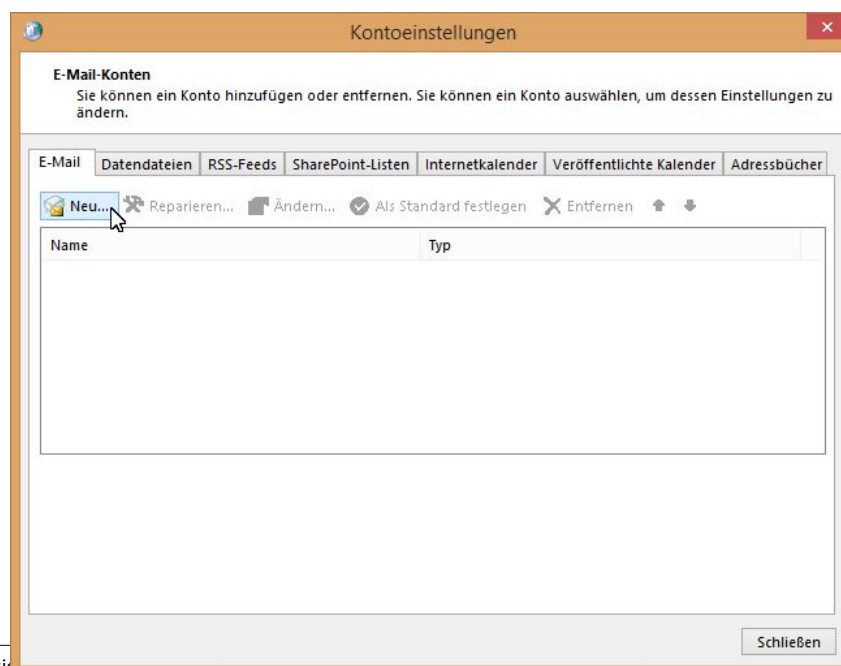 Kontoeinstellungen
E-Mail-Konten
Sie können ein Konto hinzufügen oder entfernen. Sie können ein Konto auswählen, um dessen Einstellungen zu
ändern.
E-Mail Datendateien RSS-Feeds SharePoint-Listen Internetkalender Veröffentlichte Kalender Adressbücher
Neu... Reparieren... Ändern... Als Standard festlegen Entfernen
Name Typ
Schließen